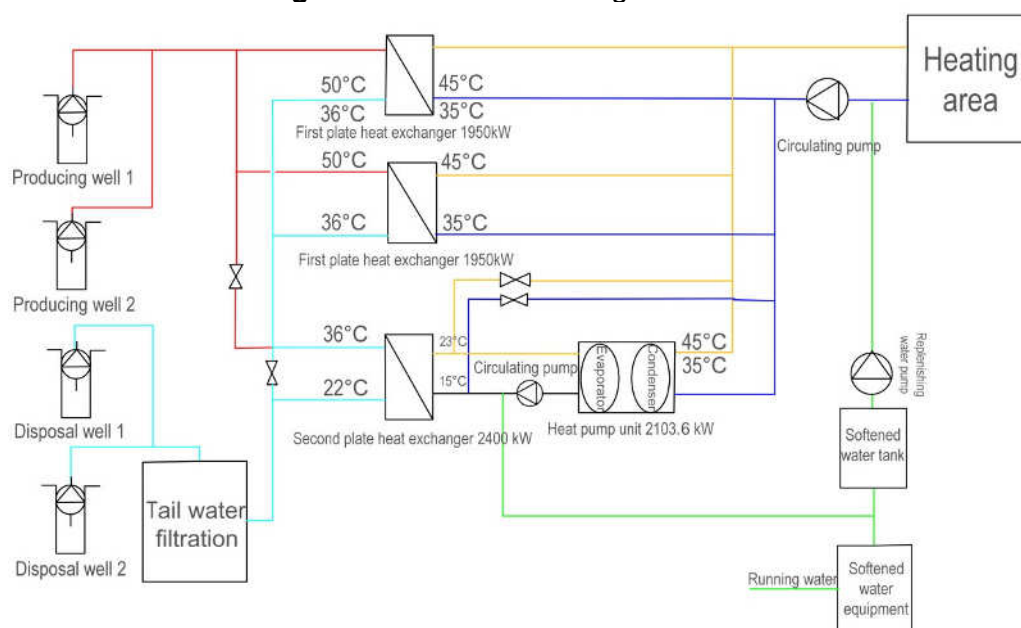 Heating
area
50°C
36°C
45°C
35°C
First plate heat exchanger 1950kW
Circulating pump
Producing well 1
50°C
45°C
36°C
35°C
First plate heat exchanger 1950kW
Producing well 2
36°C
23°C
45°C
35°C
Circulating pump
Evaporator
Condenser
22°C
15°C
Second plate heat exchanger 2400 kW
Heat pump unit 2103.6 kW
Replenishing
water pump
Disposal well 1
Softened
water tank
Tail water
filtration
Disposal well 2
Running water
Softened
water
equipment